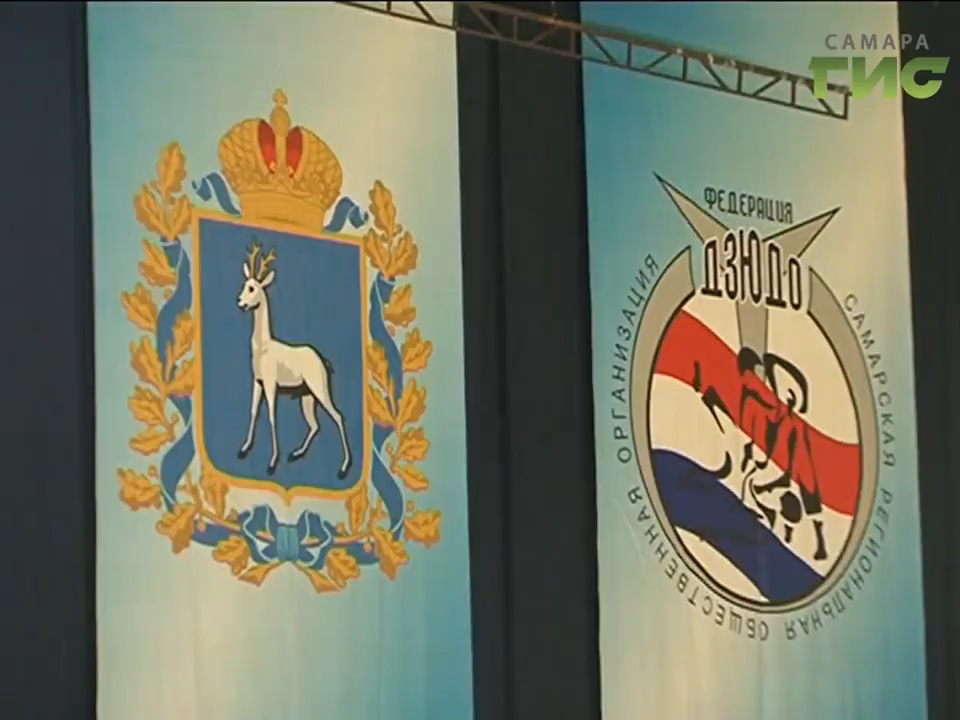 САМАРА
ГИС
ФЕДЕРАЦИЯ
ДЗЮДО
САМАРСКАЯ РЕГИОНАЛЬНАЯ ОБЩЕСТВЕННАЯ ОРГАНИЗАЦИЯ